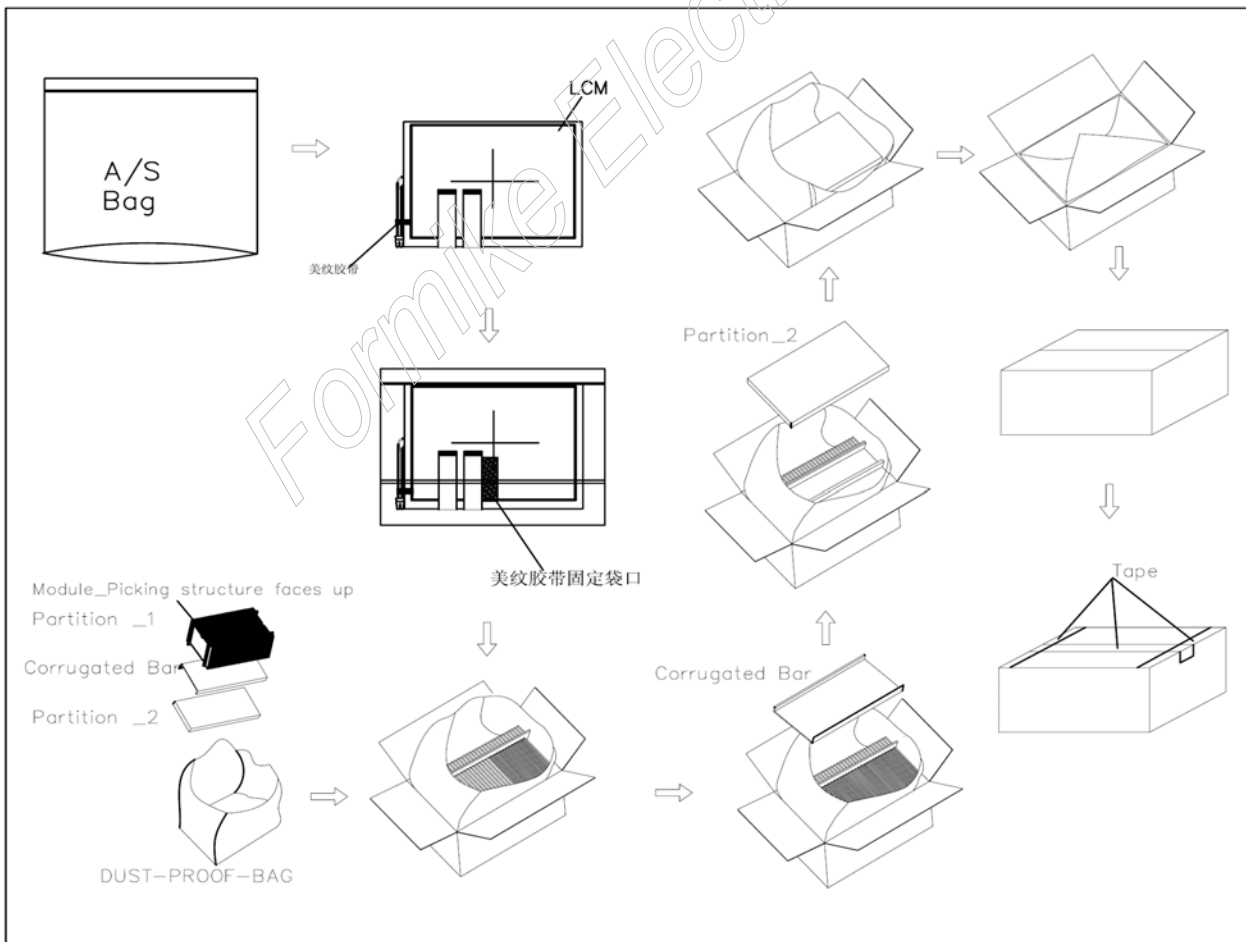 A/S
Bag
LCM
美纹胶带
美纹胶带固定袋口
Module_Picking structure faces up
Partition _1
Corrugated Bar
Partition _2
DUST-PROOF-BAG
Corrugated Bar
Partition_2
Tape
Formike Elect